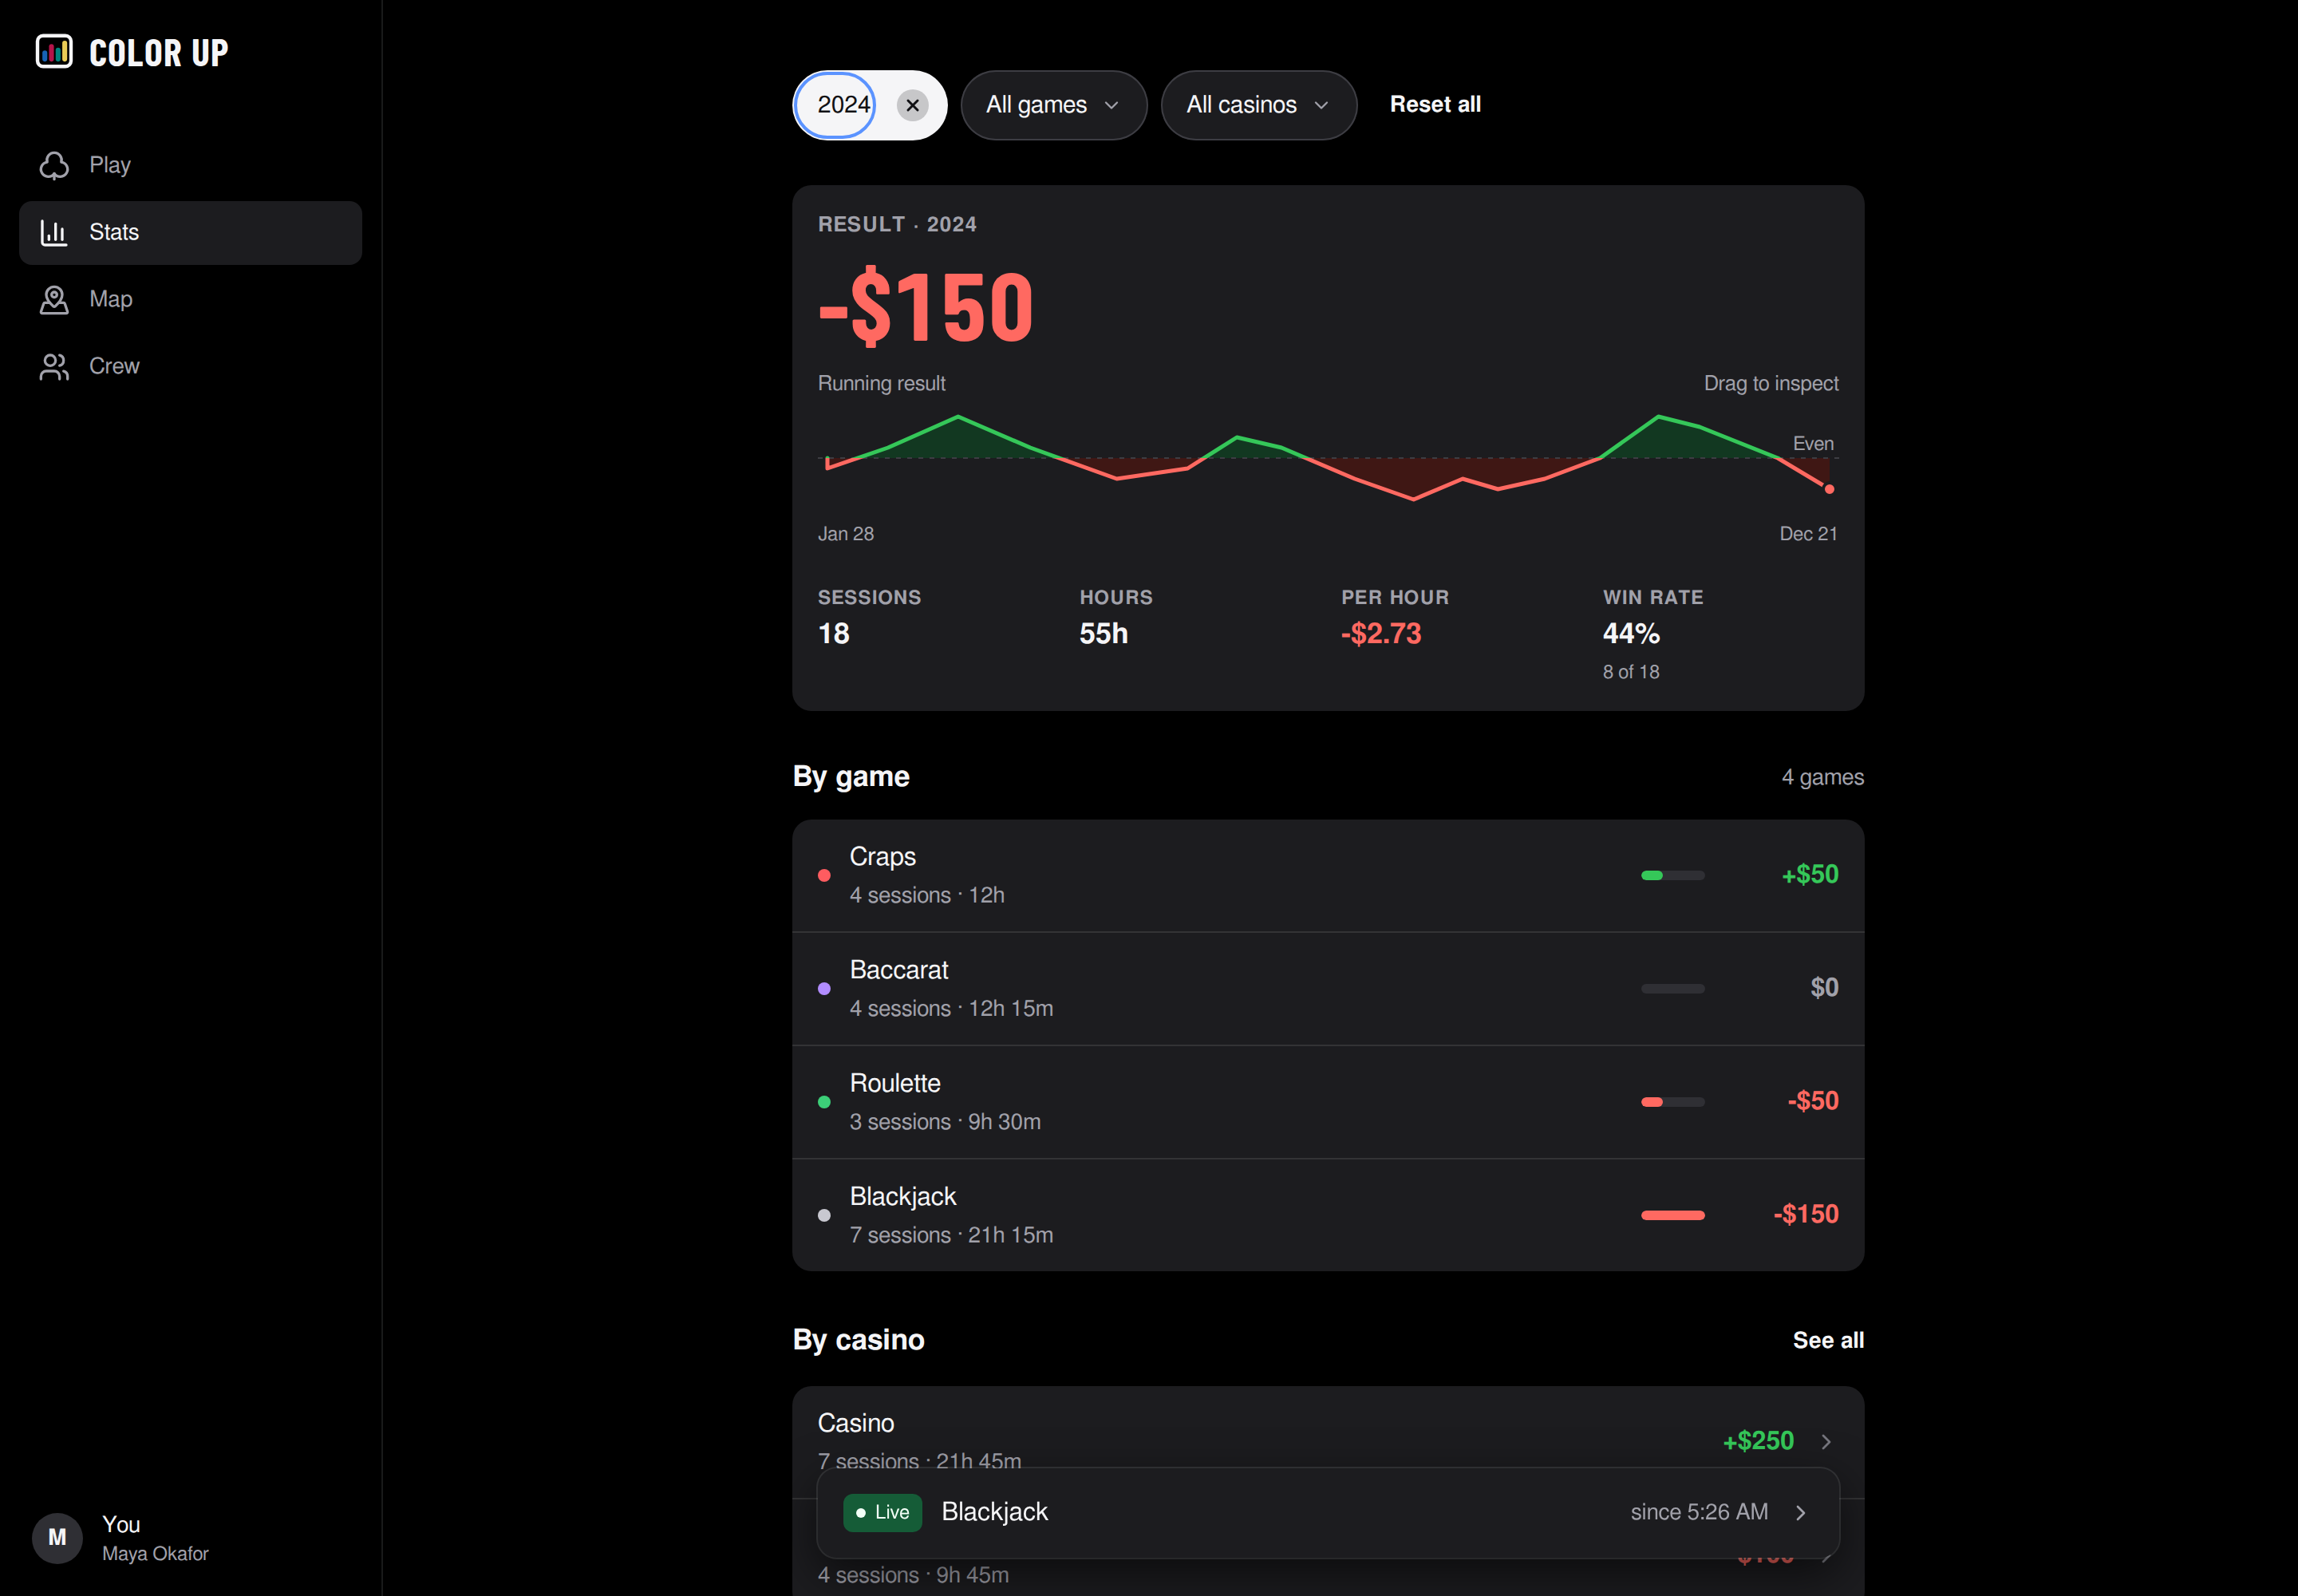 COLOR UP
Play
Stats
Map
Crew
You
M
Maya Okafor
2024
All games
All casinos
Reset all
RESULT · 2024
-$150
Running result
Drag to inspect
Even
Jan 28
Dec 21
SESSIONS
HOURS
PER HOUR
WIN RATE
18
55h
-$2.73
44%
8 of 18
By game
4 games
Craps
4 sessions · 12h
+$50
Baccarat
4 sessions · 12h 15m
$0
Roulette
3 sessions · 9h 30m
-$50
Blackjack
7 sessions · 21h 15m
-$150
By casino
See all
Casino
7 sessions · 21h 45m
+$250
Live
Blackjack
since 5:26 AM
4 sessions · 9h 45m